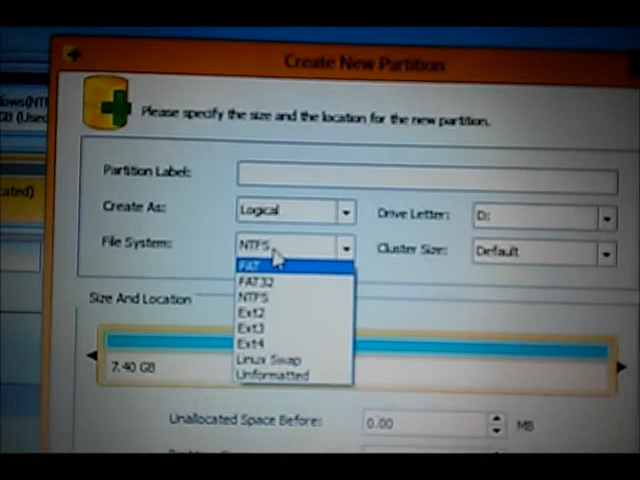 Create New Partition
Please specify the size and the location for the new partition.
Partition Label:
Create As: Logical Drive Letter: D:
File System: NTFS Cluster Size: Default
FAT
FAT32
NTFS
Ext2
Ext3
Ext4
Linux Swap
Unformatted
Size And Location
7.40 GB
Unallocated Space Before: 0.00 MB